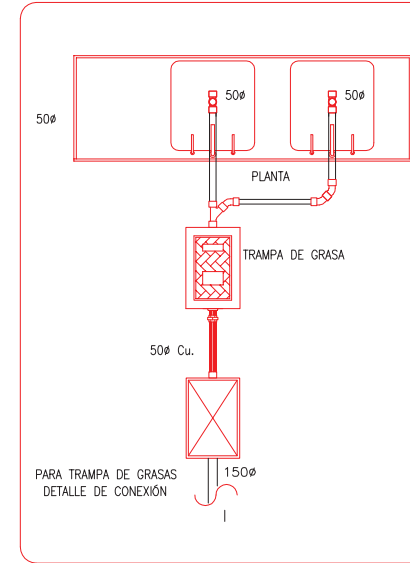 50ø
50ø
50ø
PLANTA
TRAMPA DE GRASA
50ø Cu.
150ø
PARA TRAMPA DE GRASAS
DETALLE DE CONEXIÓN